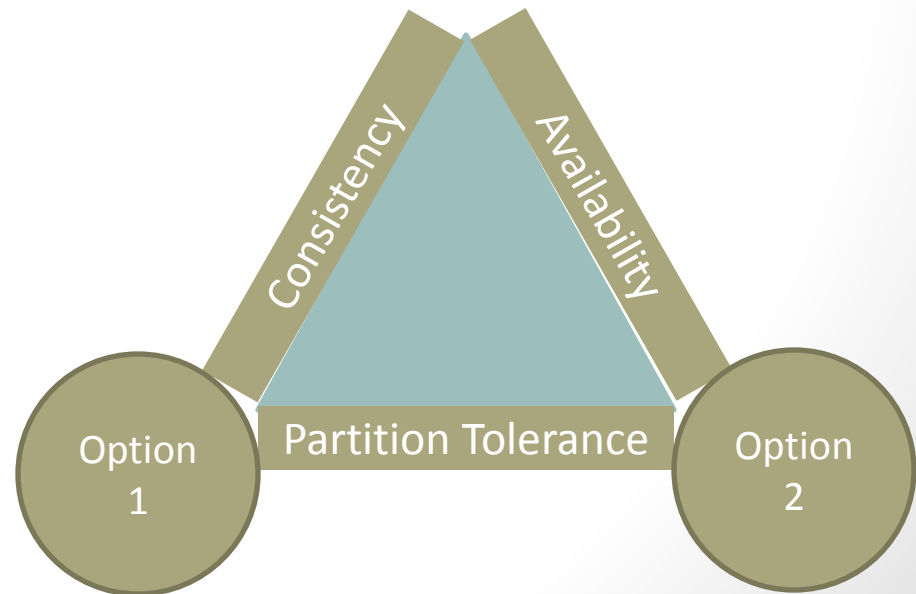 Consistency
Availability
Partition Tolerance
Option
1
Option
2